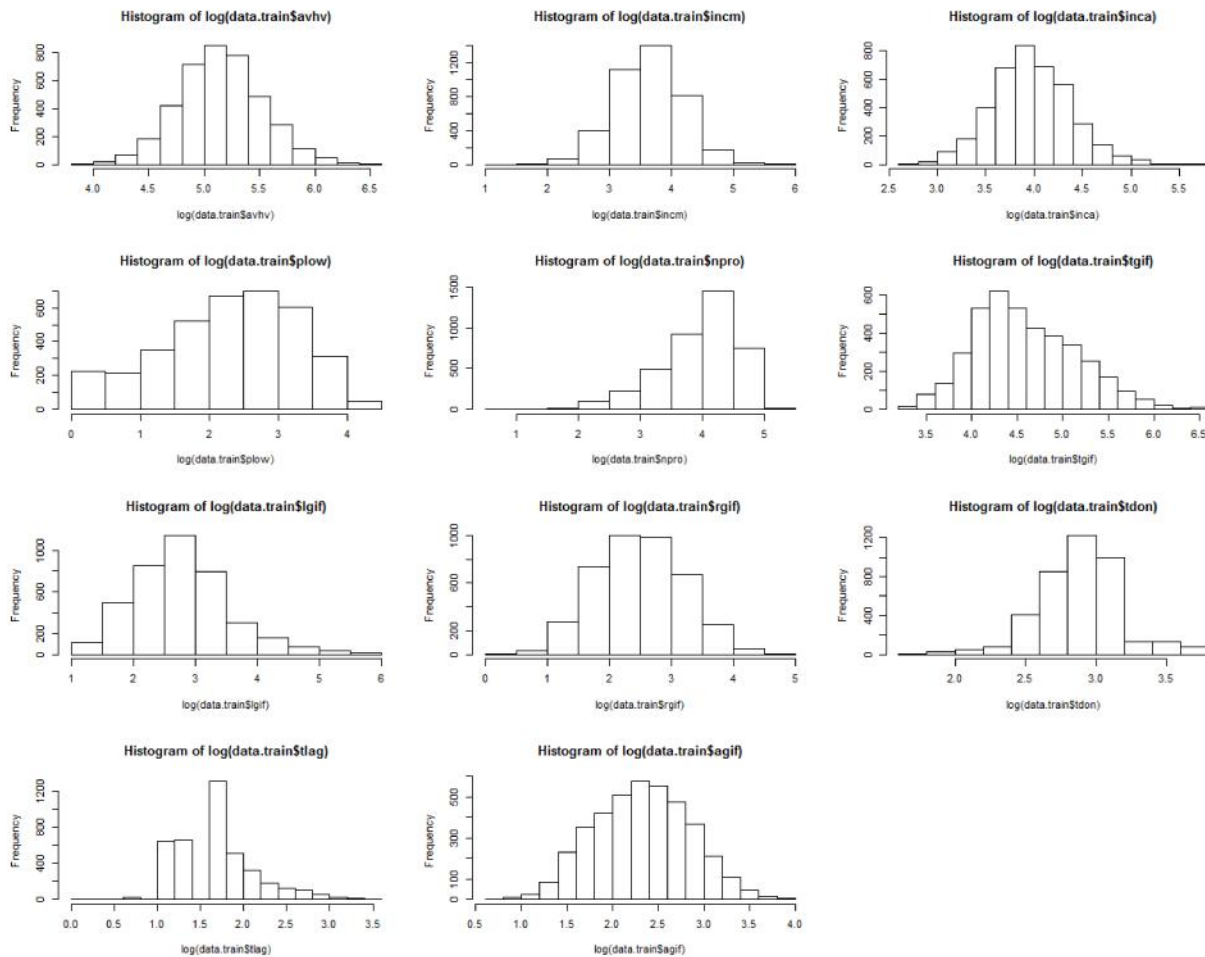 Histogram of log(data.train$avhv)
Frequency
0 200 400 600 800
4.0 4.5 5.0 5.5 6.0 6.5
log(data.train$avhv)
Histogram of log(data.train$incm)
Frequency
0 400 800 1200
1 2 3 4 5 6
log(data.train$incm)
Histogram of log(data.train$inca)
Frequency
0 200 400 600 800
2.5 3.0 3.5 4.0 4.5 5.0 5.5
log(data.train$inca)
Histogram of log(data.train$plow)
Frequency
0 200 400 600
0 1 2 3 4
log(data.train$plow)
Histogram of log(data.train$npro)
Frequency
0 500 1000 1500
1 2 3 4 5
log(data.train$npro)
Histogram of log(data.train$tgif)
Frequency
0 200 400 600
3.5 4.0 4.5 5.0 5.5 6.0 6.5
log(data.train$tgif)
Histogram of log(data.train$lgif)
Frequency
0 200 600 1000
1 2 3 4 5 6
log(data.train$lgif)
Histogram of log(data.train$rgif)
Frequency
0 200 400 600 800 1000
0 1 2 3 4 5
log(data.train$rgif)
Histogram of log(data.train$tdon)
Frequency
0 400 800 1200
2.0 2.5 3.0 3.5
log(data.train$tdon)
Histogram of log(data.train$tlag)
Frequency
0 400 800 1200
0.0 0.5 1.0 1.5 2.0 2.5 3.0 3.5
log(data.train$tlag)
Histogram of log(data.train$agif)
Frequency
0 100 300 500
0.5 1.0 1.5 2.0 2.5 3.0 3.5 4.0
log(data.train$agif)